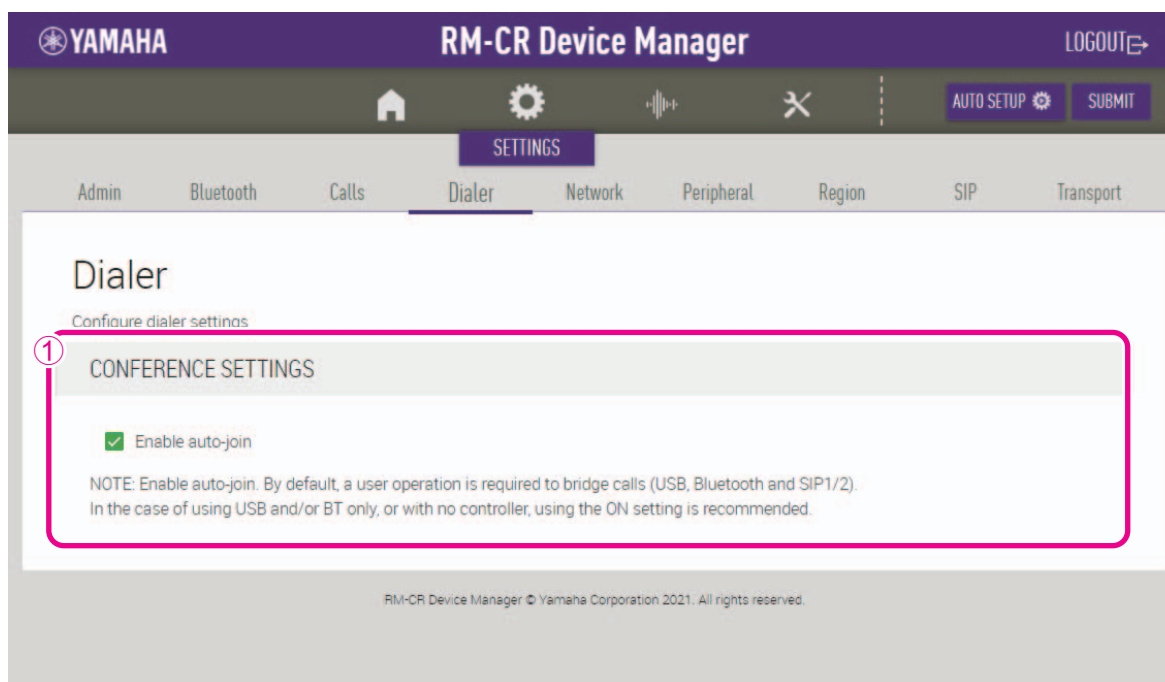 YAMAHA RM-CR Device Manager LOGOUT
AUTO SETUP SUBMIT
SETTINGS
Admin Bluetooth Calls Dialer Network Peripheral Region SIP Transport
Dialer
Configure dialer settings
①
CONFERENCE SETTINGS
Enable auto-join
NOTE: Enable auto-join. By default, a user operation is required to bridge calls (USB, Bluetooth and SIP1/2).
In the case of using USB and/or BT only, or with no controller, using the ON setting is recommended.
RM-CR Device Manager © Yamaha Corporation 2021. All rights reserved.